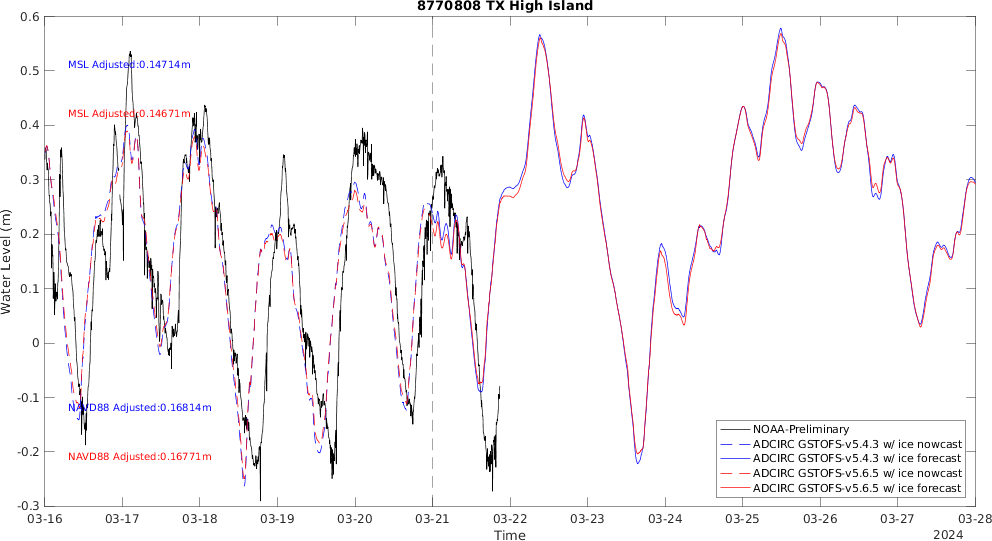 8770808 TX High Island
0.6
0.5
0.4
0.3
0.2
0.1
0
-0.1
-0.2
-0.3
Water Level (m)
MSL Adjusted:0.14714m
MSL Adjusted:0.14671m
NAVD88 Adjusted:0.16814m
NAVD88 Adjusted:0.16771m
NOAA-Preliminary
ADCIRC GSTOFS-v5.4.3 w/ ice nowcast
ADCIRC GSTOFS-v5.4.3 w/ ice forecast
ADCIRC GSTOFS-v5.6.5 w/ ice nowcast
ADCIRC GSTOFS-v5.6.5 w/ ice forecast
03-16 03-17 03-18 03-19 03-20 03-21 03-22 03-23 03-24 03-25 03-26 03-27 03-28
Time
2024